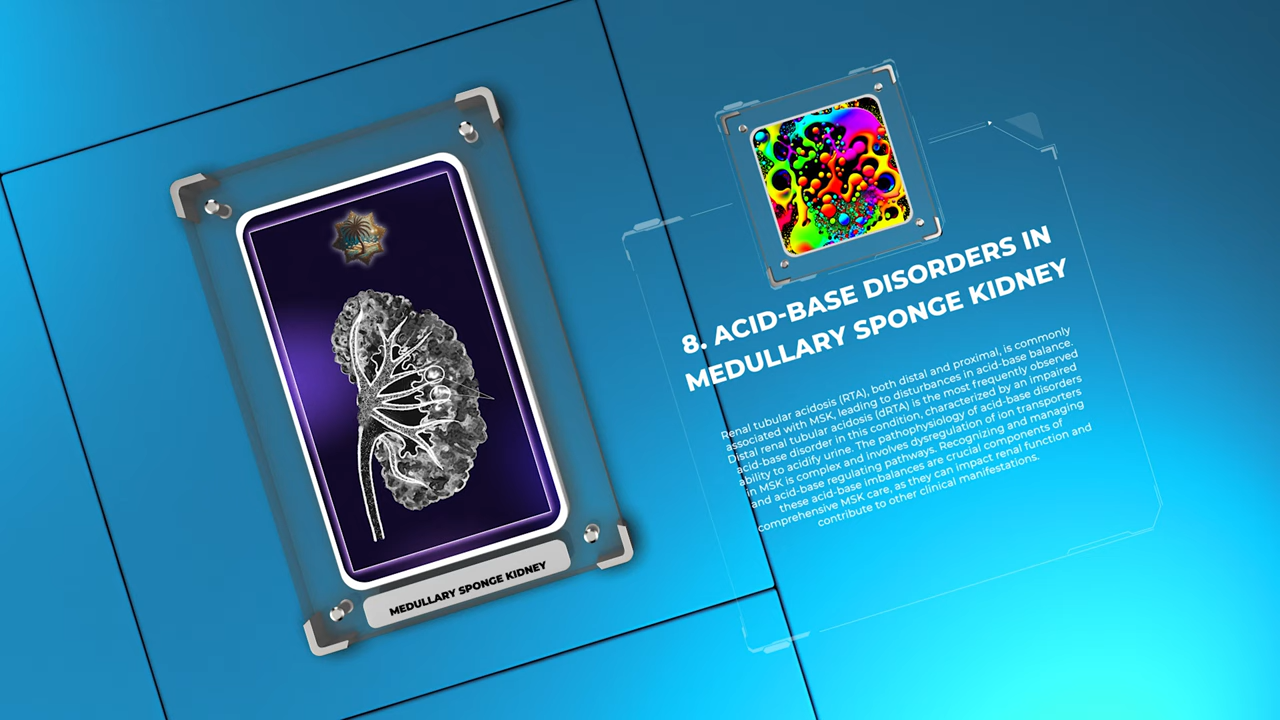 MEDULLARY SPONGE KIDNEY
8. ACID-BASE DISORDERS IN
MEDULLARY SPONGE KIDNEY
Renal tubular acidosis (RTA), both distal and proximal, is commonly
associated with MSK, leading to disturbances in acid-base balance.
Distal renal tubular acidosis (dRTA) is the most frequently observed
acid-base disorder in this condition, characterized by an impaired
ability to acidify urine. The pathophysiology of acid-base disorders
in MSK is complex and involves dysregulation of ion transporters
and acid-base regulating pathways. Recognizing and managing
these acid-base imbalances are crucial components of
comprehensive MSK care, as they can impact renal function and
contribute to other clinical manifestations.